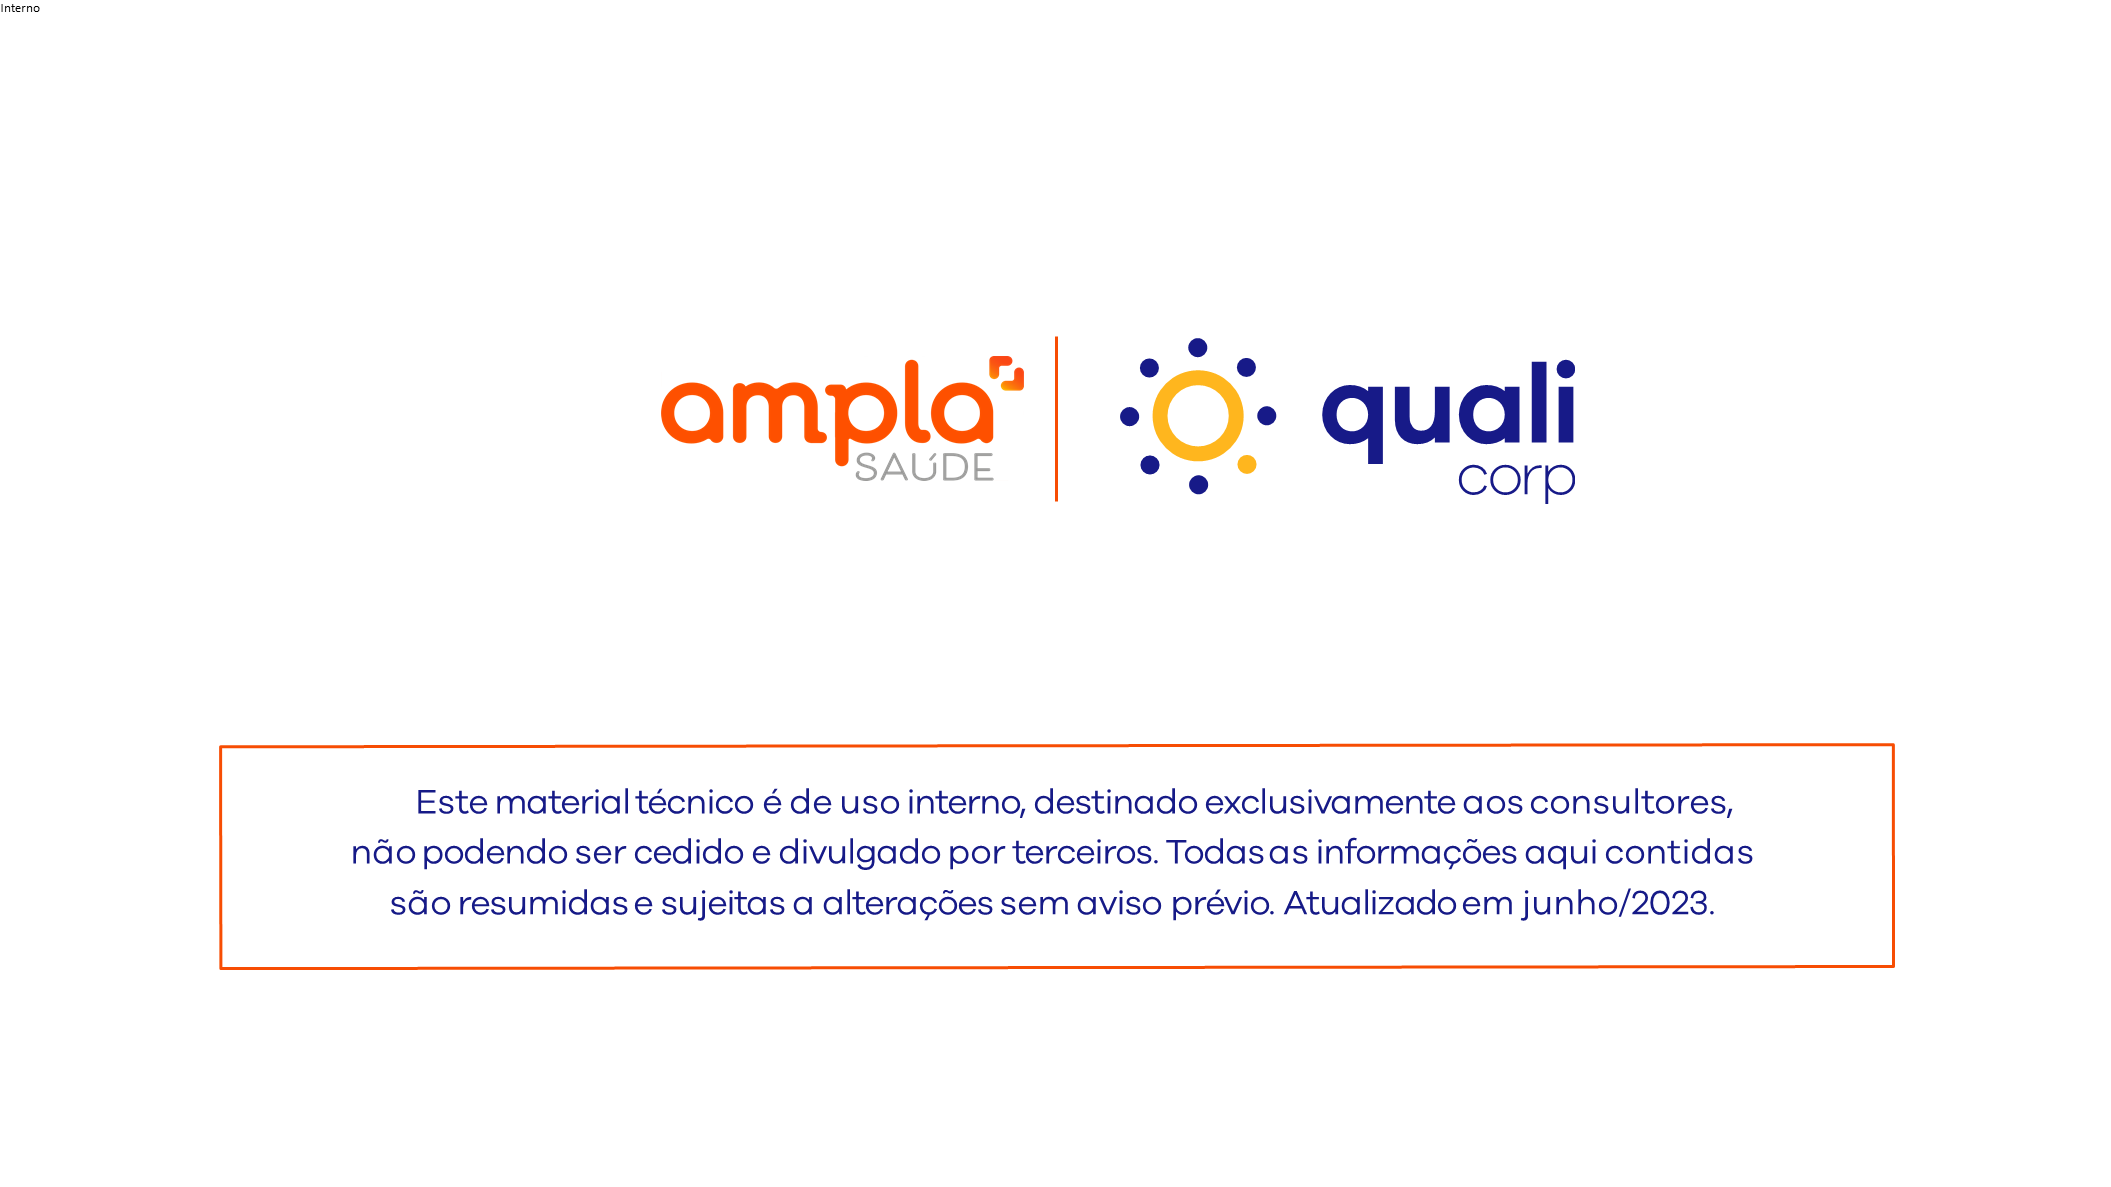 Interno
ampla
SAÚDE
quali
corp
Este material técnico é de uso interno, destinado exclusivamente aos consultores,
não podendo ser cedido e divulgado por terceiros. Todas as informações aqui contidas
são resumidas e sujeitas a alterações sem aviso prévio. Atualizado em junho/2023.